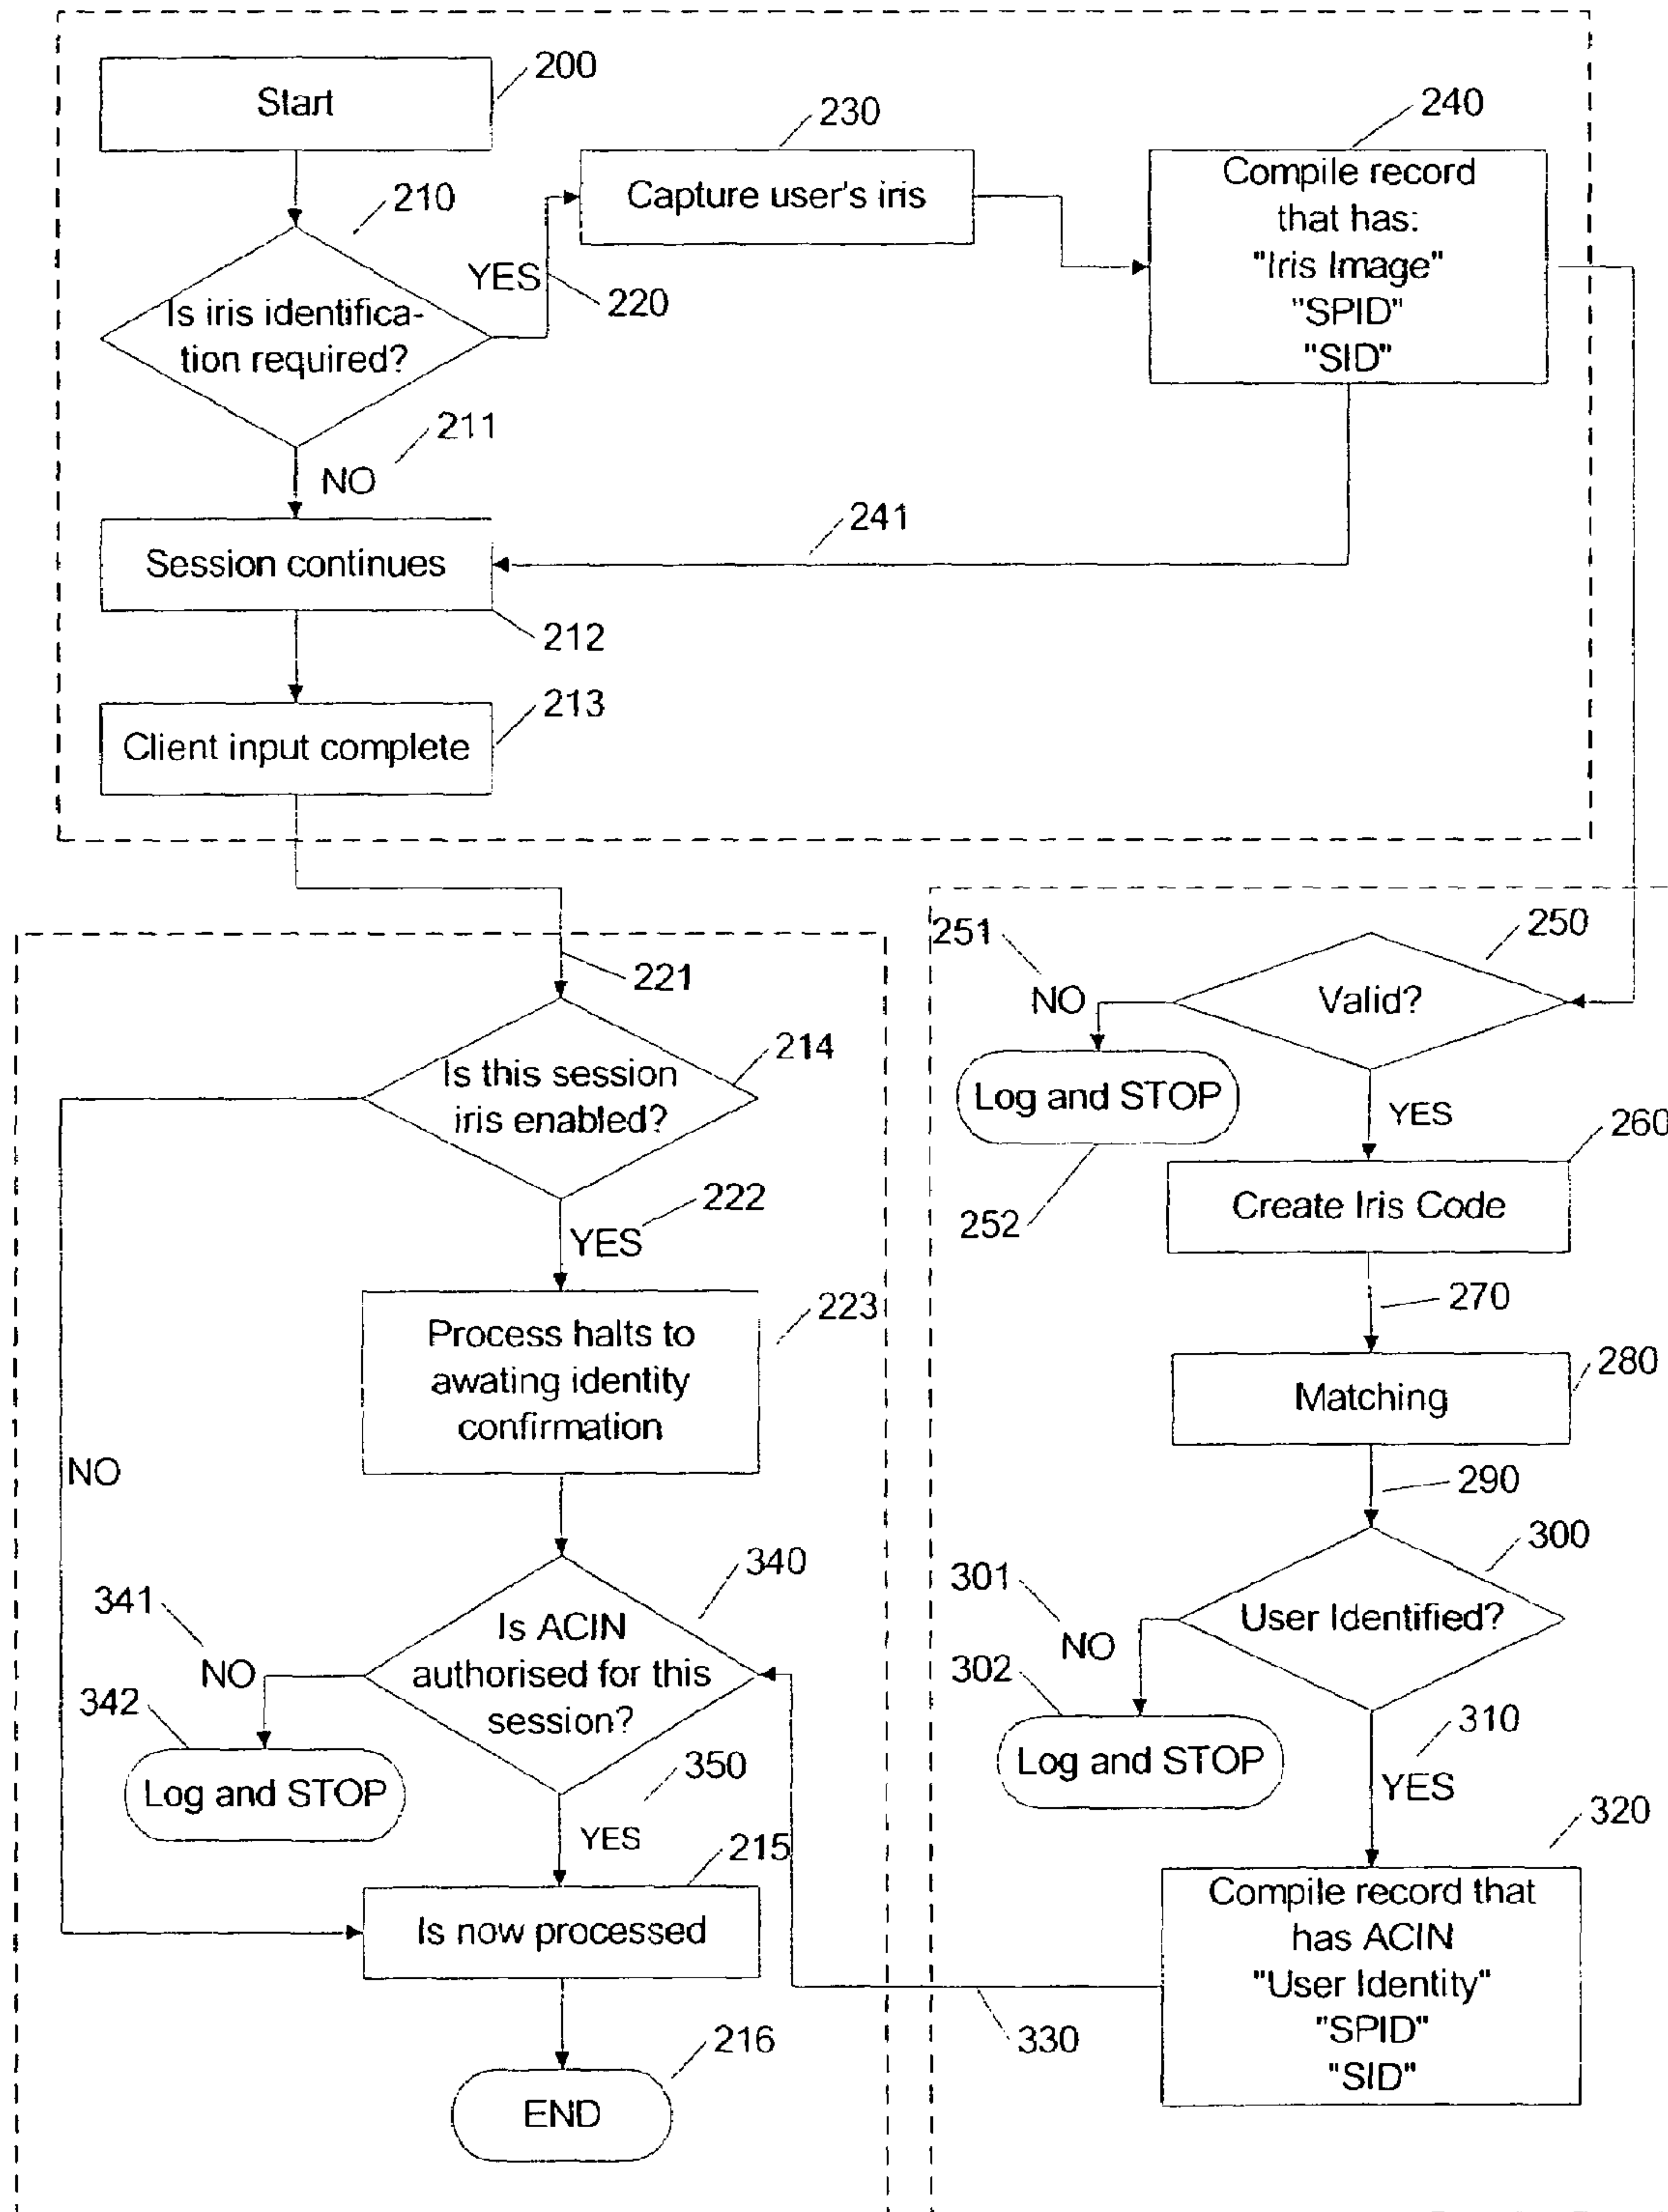 200
Start
230
240
210
Capture user's iris
Compile record
that has:
"Iris Image"
"SPID"
"SID"
YES
220
Is iris identifica-
tion required?
211
NO
241
Session continues
212
213
Client input complete
221
214
Is this session
iris enabled?
222
YES
223
Process halts to
awating identity
confirmation
NO
340
341
Is ACIN
authorised for this
session?
NO
342
Log and STOP
350
YES
215
Is now processed
216
END
251
250
NO
Valid?
Log and STOP
YES
252
260
Create Iris Code
270
280
Matching
290
300
301
User Identified?
NO
302
310
Log and STOP
YES
320
Compile record that
has ACIN
"User Identity"
"SPID"
"SID"
330